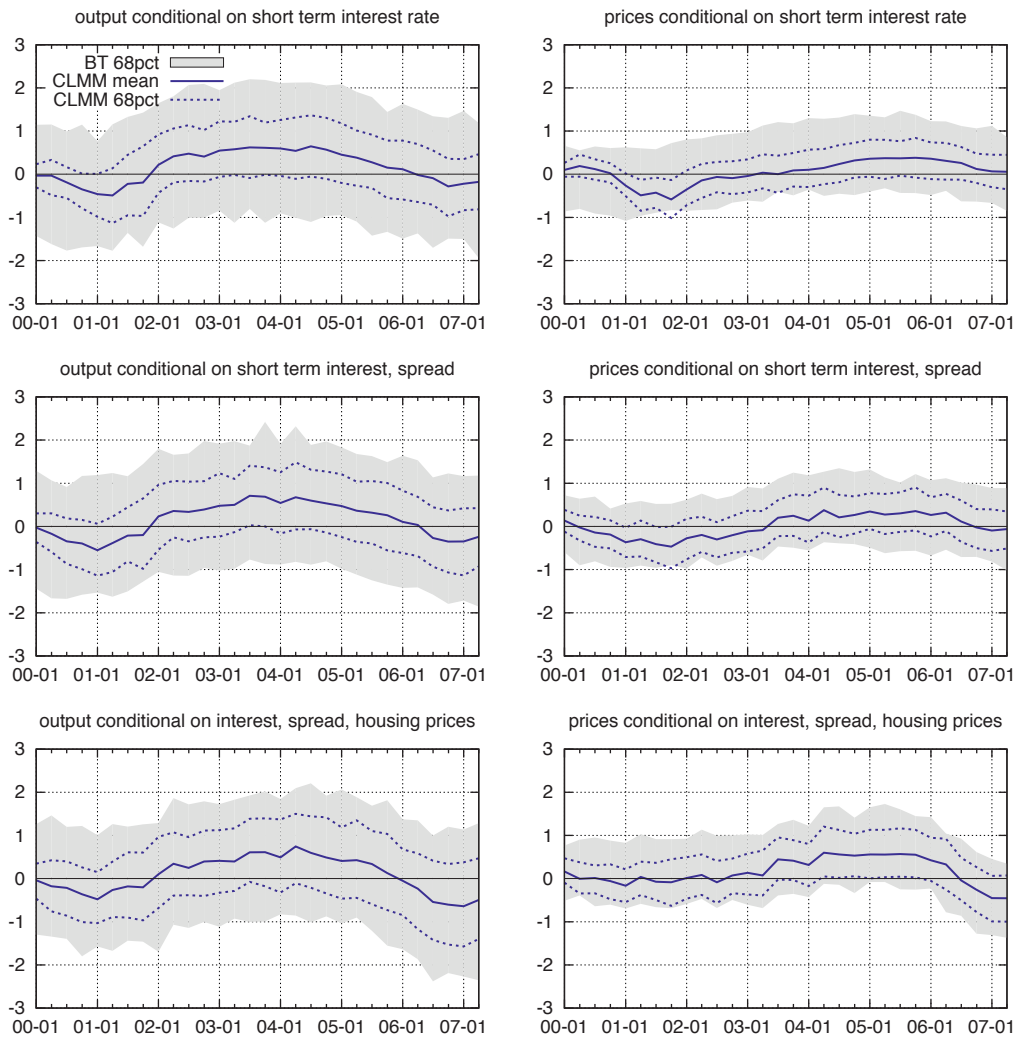 output conditional on short term interest rate
3
2
1
0
-1
-2
-3
BT 68pct
CLMM mean
CLMM 68pct
00-01 01-01 02-01 03-01 04-01 05-01 06-01 07-01
prices conditional on short term interest rate
3
2
1
0
-1
-2
-3
00-01 01-01 02-01 03-01 04-01 05-01 06-01 07-01
output conditional on short term interest, spread
3
2
1
0
-1
-2
-3
00-01 01-01 02-01 03-01 04-01 05-01 06-01 07-01
prices conditional on short term interest, spread
3
2
1
0
-1
-2
-3
00-01 01-01 02-01 03-01 04-01 05-01 06-01 07-01
output conditional on interest, spread, housing prices
3
2
1
0
-1
-2
-3
00-01 01-01 02-01 03-01 04-01 05-01 06-01 07-01
prices conditional on interest, spread, housing prices
3
2
1
0
-1
-2
-3
00-01 01-01 02-01 03-01 04-01 05-01 06-01 07-01